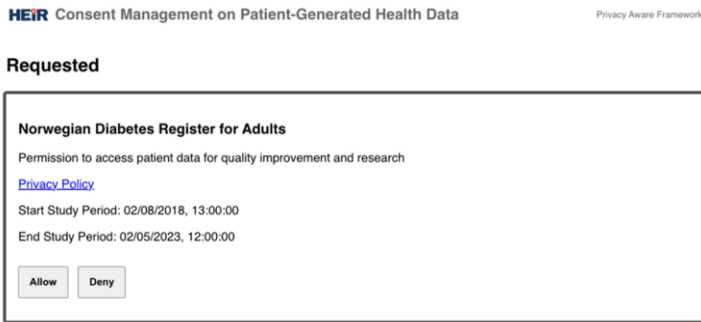 HEiR Consent Management on Patient-Generated Health Data
Privacy Aware Framework
Requested
Norwegian Diabetes Register for Adults
Permission to access patient data for quality improvement and research
Privacy Policy
Start Study Period: 02/08/2018, 13:00:00
End Study Period: 02/05/2023, 12:00:00
Allow Deny